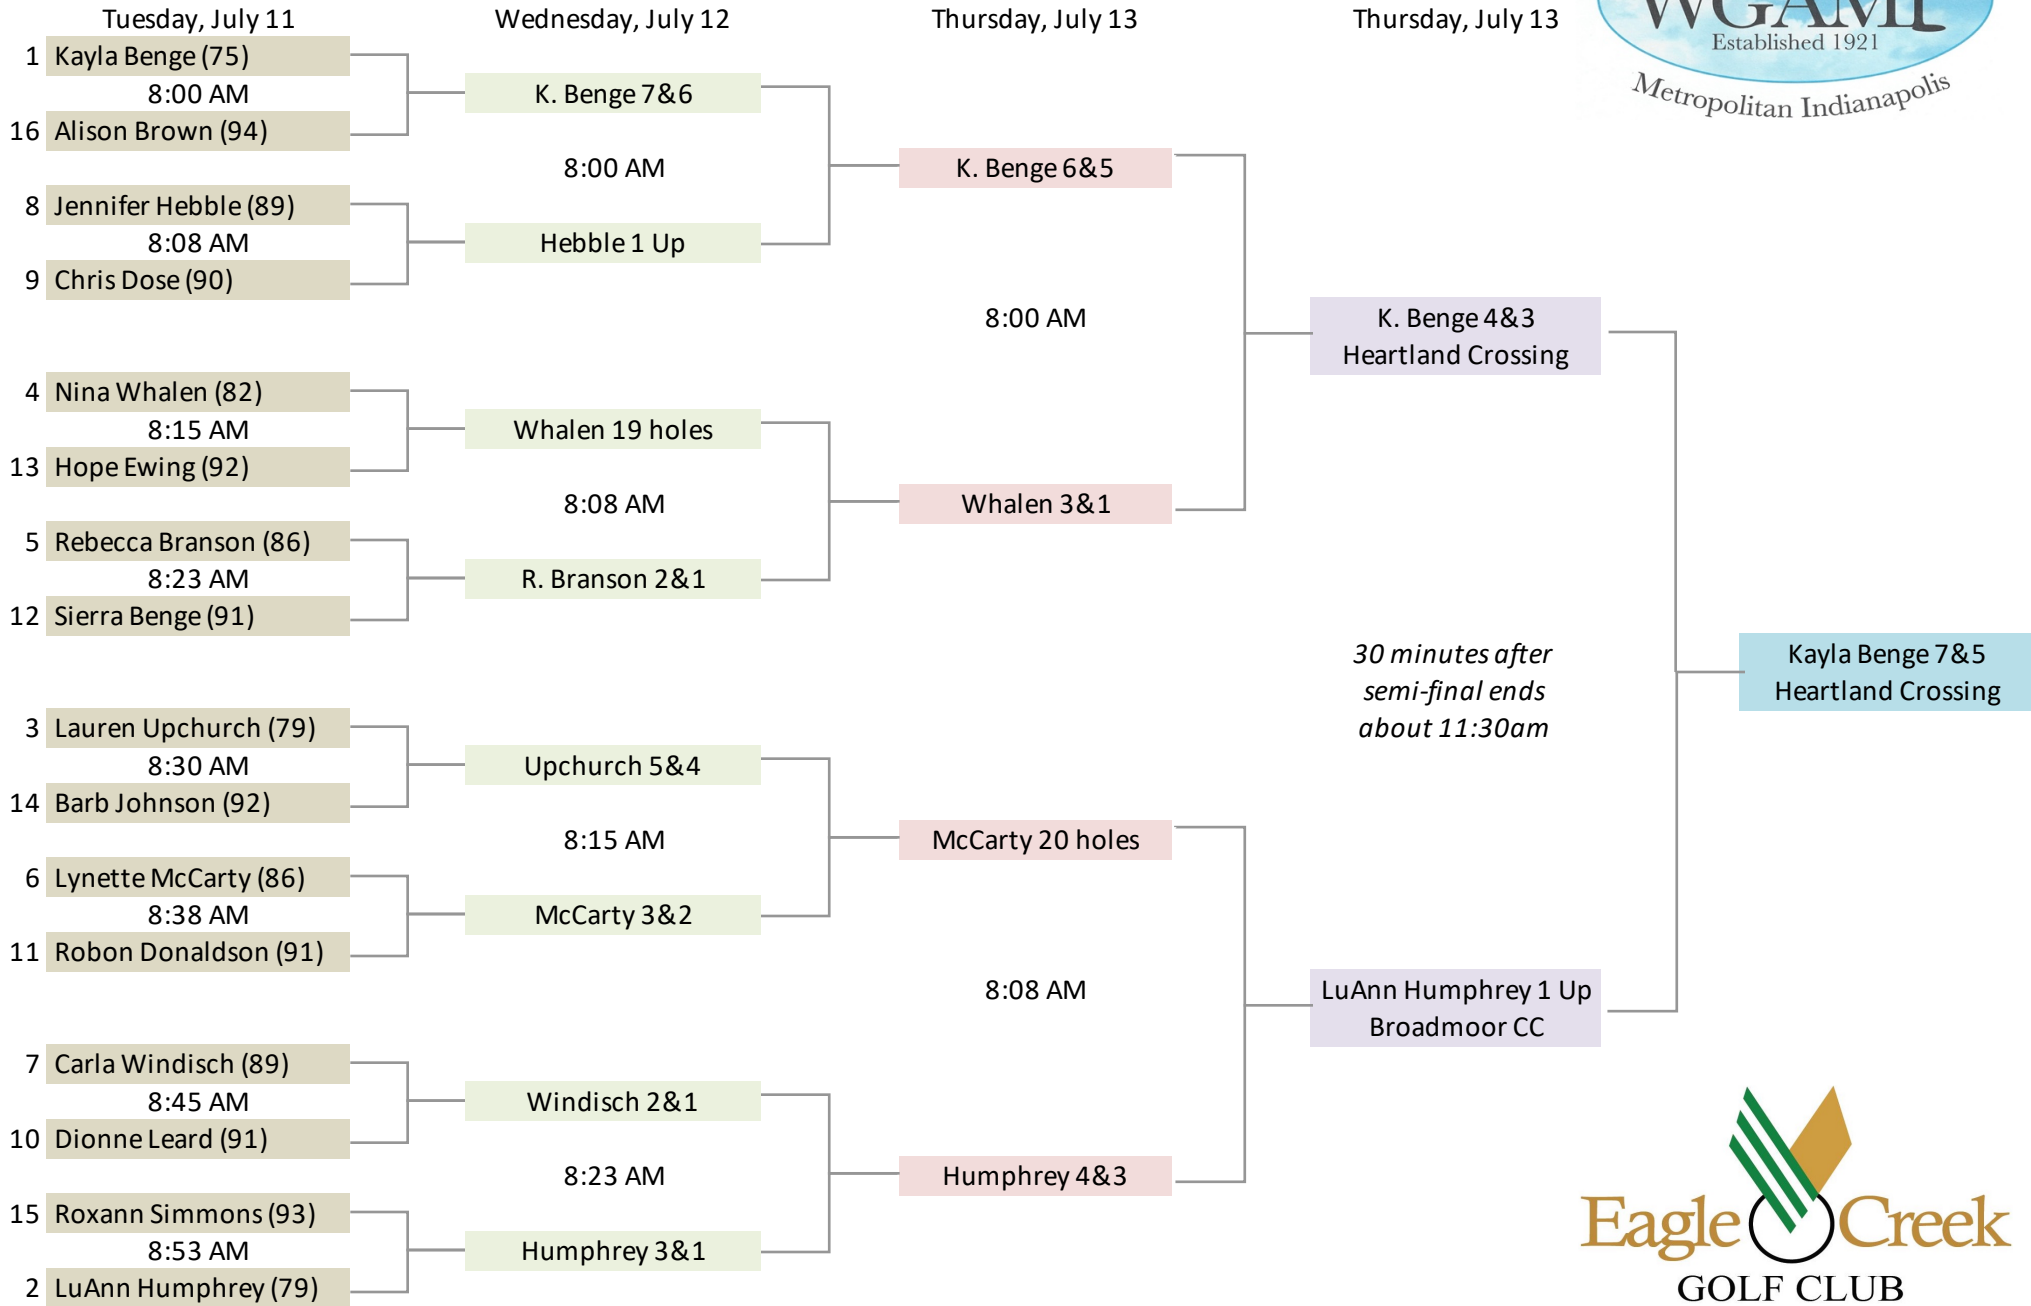 Tuesday, July 11
Wednesday, July 12
Thursday, July 13
Thursday, July 13
WGAMI
Established 1921
Metropolitan Indianapolis
1 Kayla Benge (75)
8:00 AM
16 Alison Brown (94)
8 Jennifer Hebble (89)
8:08 AM
9 Chris Dose (90)
4 Nina Whalen (82)
8:15 AM
13 Hope Ewing (92)
5 Rebecca Branson (86)
8:23 AM
12 Sierra Benge (91)
3 Lauren Upchurch (79)
8:30 AM
14 Barb Johnson (92)
6 Lynette McCarty (86)
8:38 AM
11 Robon Donaldson (91)
7 Carla Windisch (89)
8:45 AM
10 Dionne Leard (91)
15 Roxann Simmons (93)
8:53 AM
2 LuAnn Humphrey (79)
K. Benge 7&6
8:00 AM
Hebble 1 Up
Whalen 19 holes
8:08 AM
R. Branson 2&1
Upchurch 5&4
8:15 AM
McCarty 3&2
Windisch 2&1
8:23 AM
Humphrey 3&1
K. Benge 6&5
8:00 AM
Whalen 3&1
McCarty 20 holes
8:08 AM
Humphrey 4&3
K. Benge 4&3
Heartland Crossing
30 minutes after
semi-final ends
about 11:30am
LuAnn Humphrey 1 Up
Broadmoor CC
Kayla Benge 7&5
Heartland Crossing
Eagle Creek
GOLF CLUB